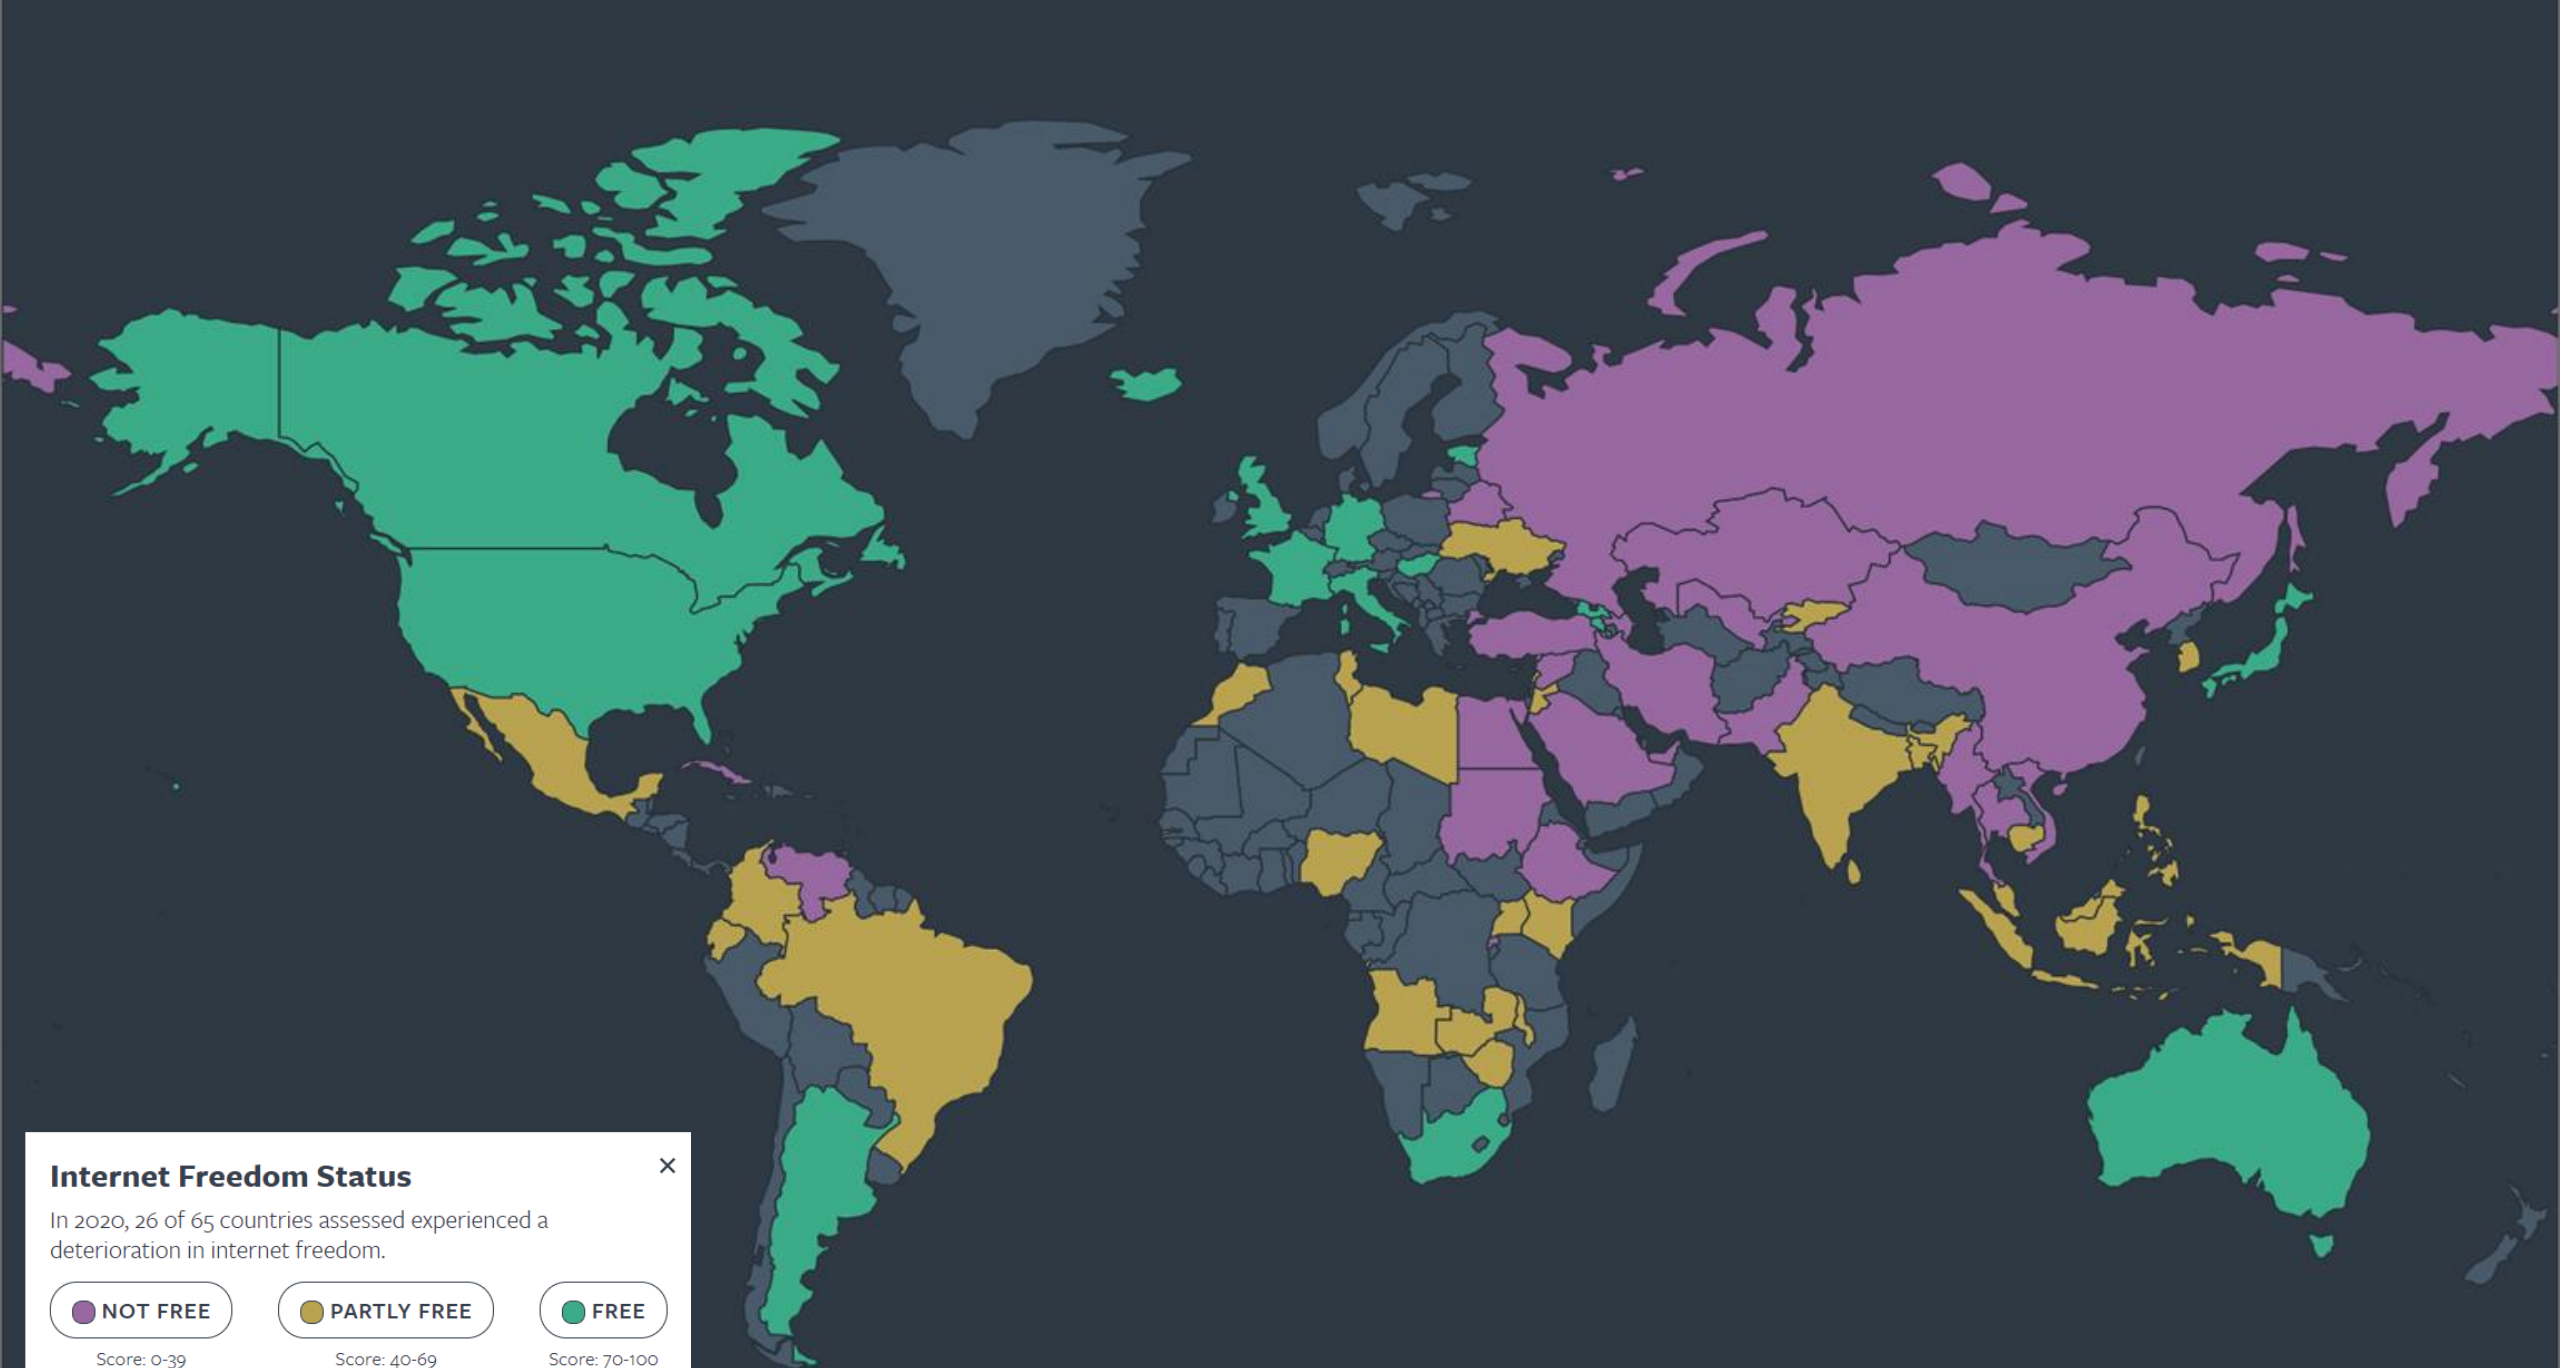 Internet Freedom Status
×
In 2020, 26 of 65 countries assessed experienced a
deterioration in internet freedom.
NOT FREE
PARTLY FREE
FREE
Score: 0-39
Score: 40-69
Score: 70-100